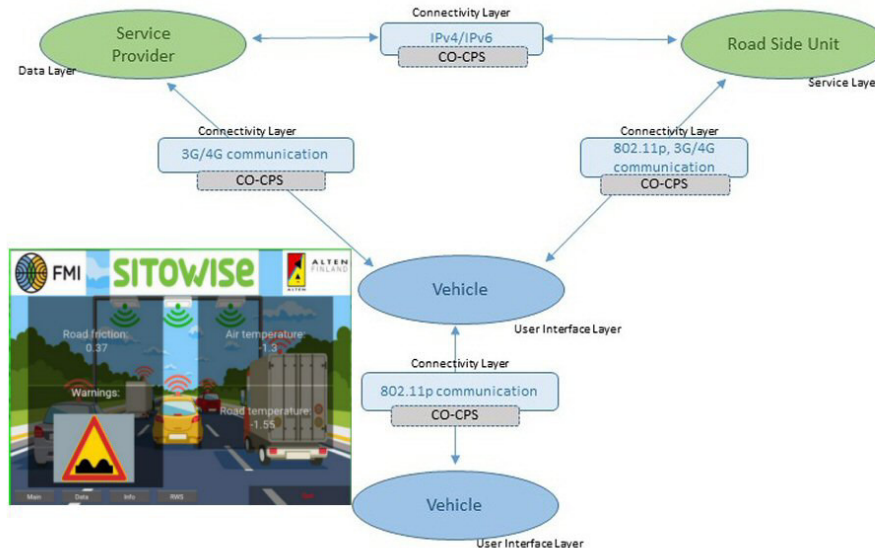 Connectivity Layer
Service
Provider
IPv4/IPv6
CO-CPS
Road Side Unit
Data Layer
Service Laye
Connectivity Layer
3G/4G communication
CO-CPS
Connectivity Layer
802.11p, 3G/4G
communication
CO-CPS
FMI
SITOWISE
ALTEN
FINLAND
ALTEN
Road friction:
0.37
Air temperature:
-1.3
Warnings:
Road temperature:
-1.55
Main
Data
Info
RWS
Vehicle
User Interface Layer
Connectivity Layer
802.11p communication
CO-CPS
Vehicle
User Interface Layer